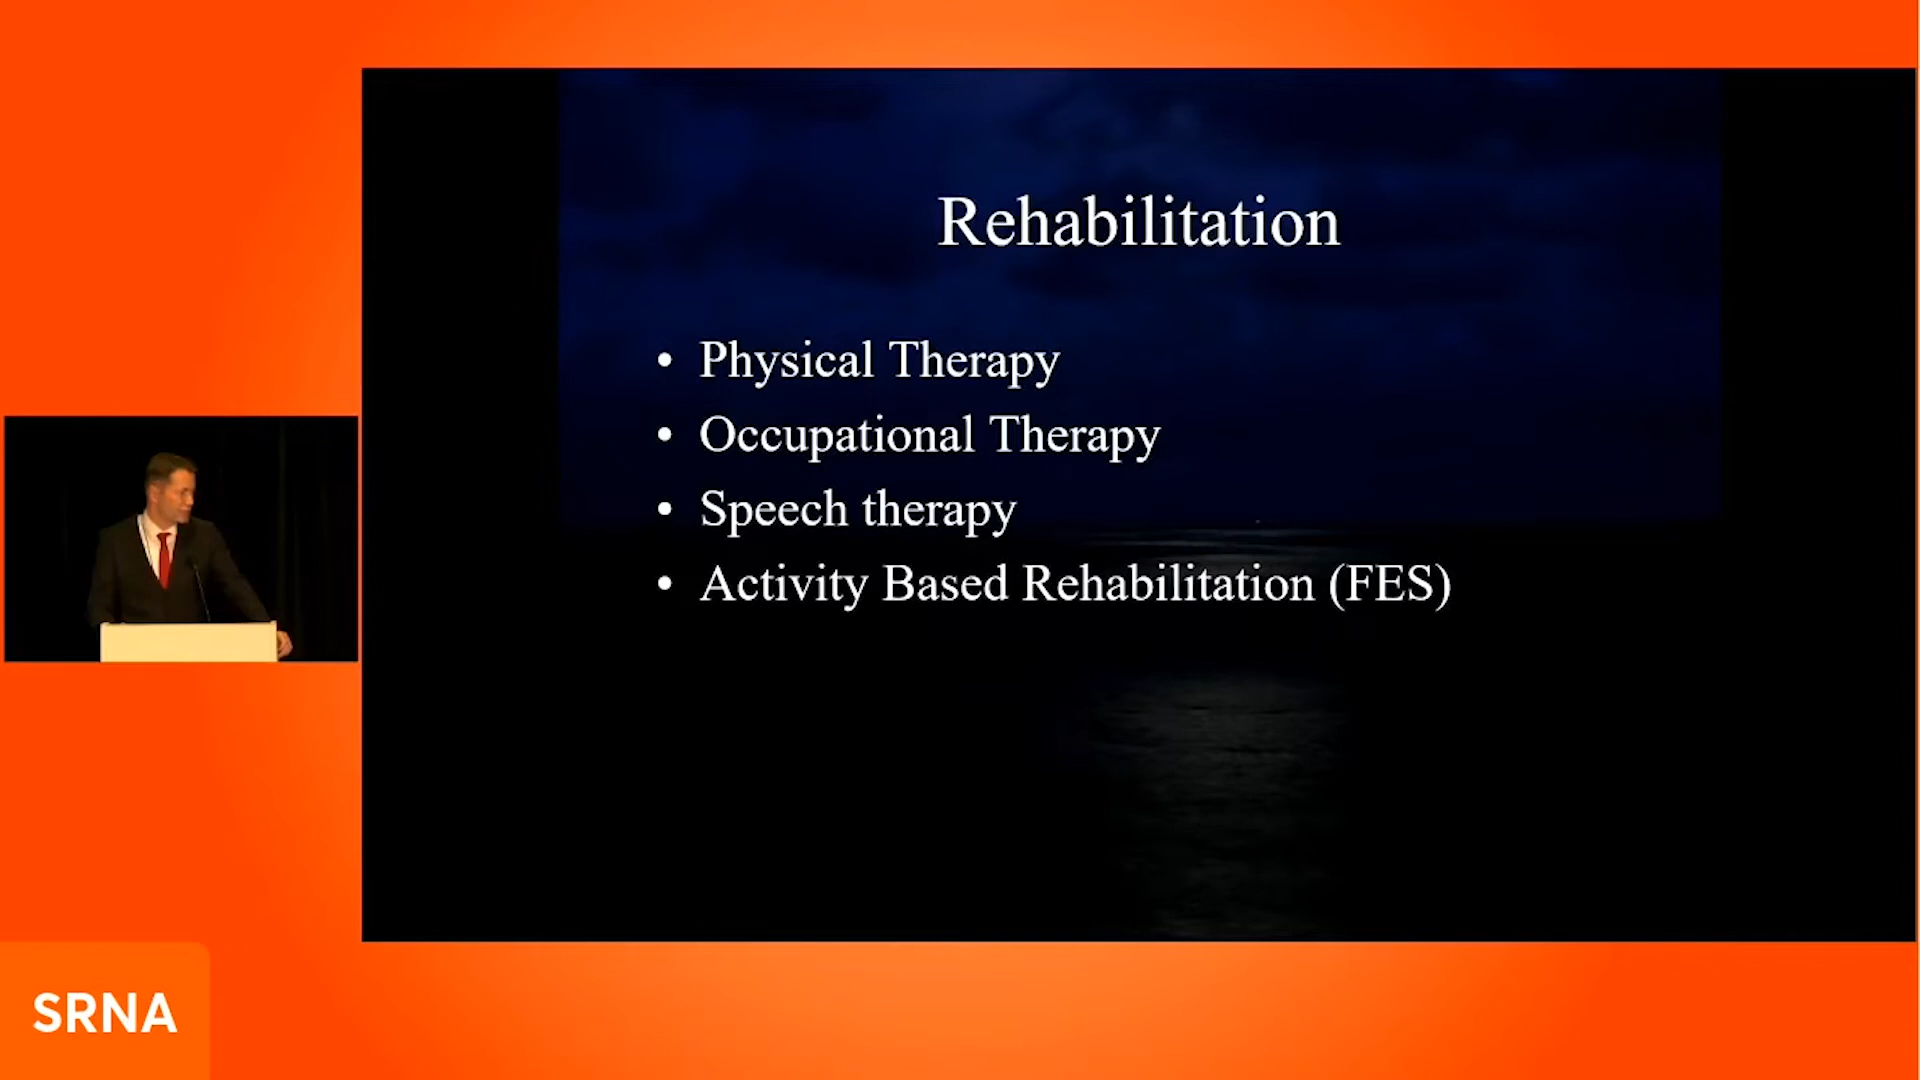 Rehabilitation
• Physical Therapy
• Occupational Therapy
• Speech therapy
• Activity Based Rehabilitation (FES)
SRNA